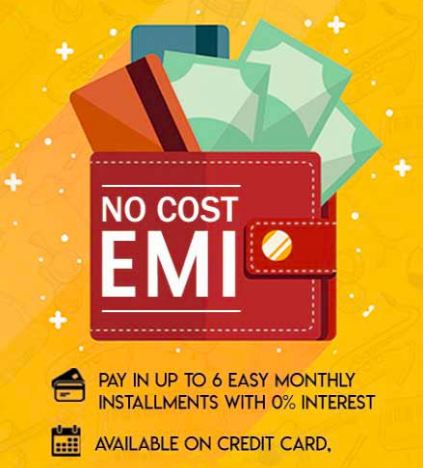 NO COST
EMI
PAY IN UP TO 6 EASY MONTHLY
INSTALLMENTS WITH 0% INTEREST
AVAILABLE ON CREDIT CARD,